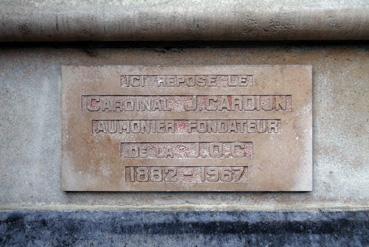 ICI REPOSE LE
CARDINAL J. CARDIJN
AUMONIER FONDATEUR
DE LA J.O.C.
1882-1967